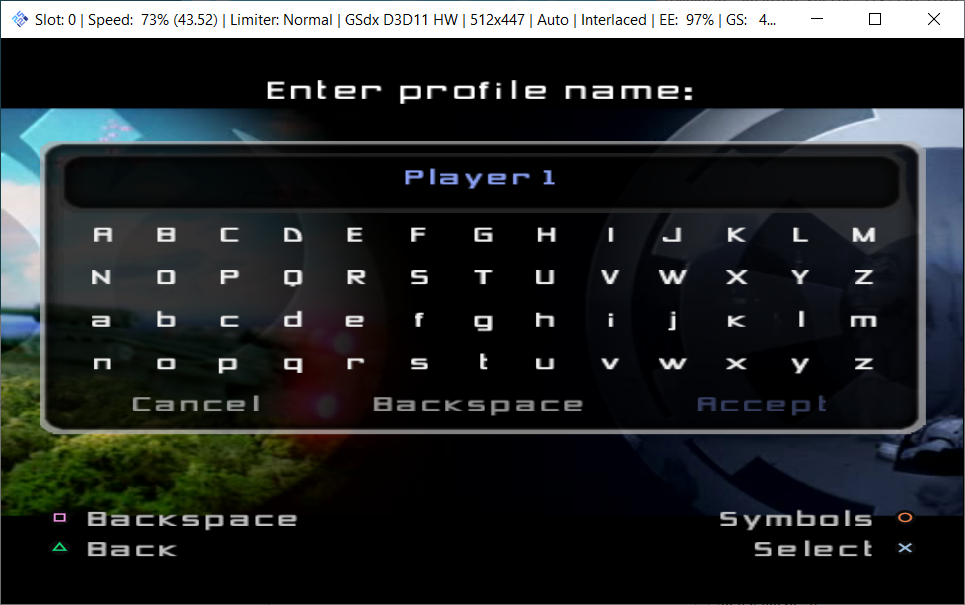 Slot: 0 | Speed: 73% (43.52) | Limiter: Normal | GSdx D3D11 HW | 512x447 | Auto | Interlaced | EE: 97% | GS: 4...
Enter profile name:
Player 1
A B C D E F G H I J K L M
N O P Q R S T U V W X Y Z
a b c d e f g h i j k l m
n o p q r s t u v w x y z
Cancel Backspace Accept
Backspace Symbols
Back Select